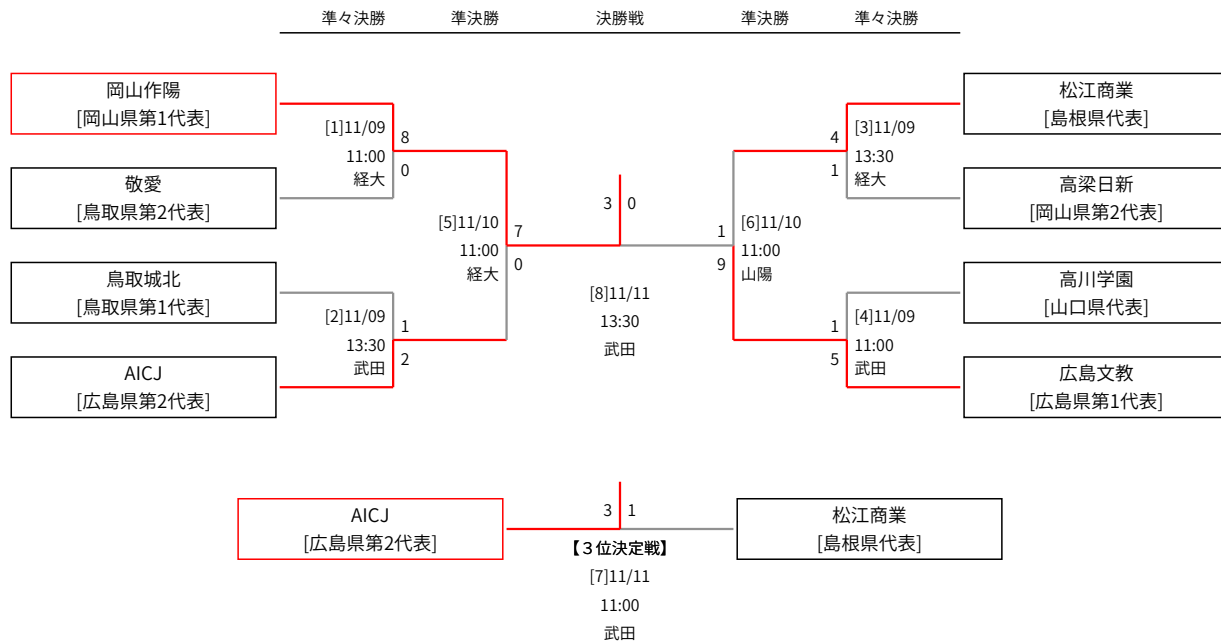 準々決勝 準決勝 決勝戦 準決勝 準々決勝
岡山作陽
[岡山県第1代表]
敬愛
[鳥取県第2代表]
鳥取城北
[鳥取県第1代表]
AICJ
[広島県第2代表]
[1]11/09
11:00
経大
8
0
[2]11/09
13:30
武田
1
2
[5]11/10
11:00
経大
7
0
3 0
[8]11/11
13:30
武田
1
9
[6]11/10
11:00
山陽
4
1
[3]11/09
13:30
経大
1
5
[4]11/09
11:00
武田
松江商業
[島根県代表]
高梁日新
[岡山県第2代表]
高川学園
[山口県代表]
広島文教
[広島県第1代表]
AICJ
[広島県第2代表]
3 1
【３位決定戦】
[7]11/11
11:00
武田
松江商業
[島根県代表]